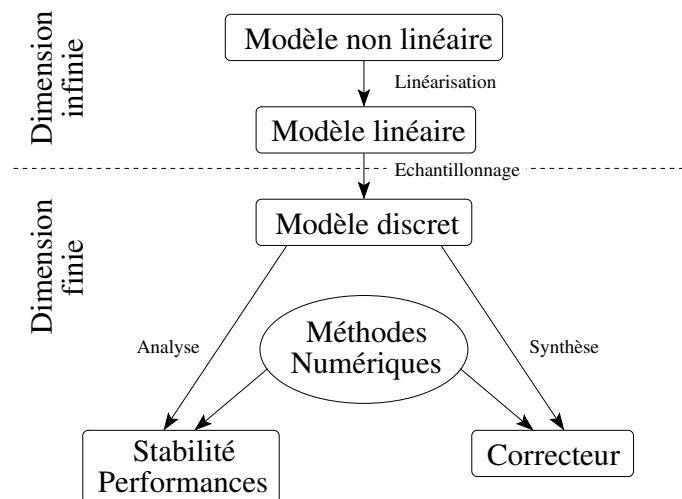 Dimension
infinie
Modèle non linéaire
Linéarisation
Modèle linéaire
Echantillonnage
Dimension
finie
Modèle discret
Analyse
Méthodes
Numériques
Synthèse
Stabilité
Performances
Correcteur